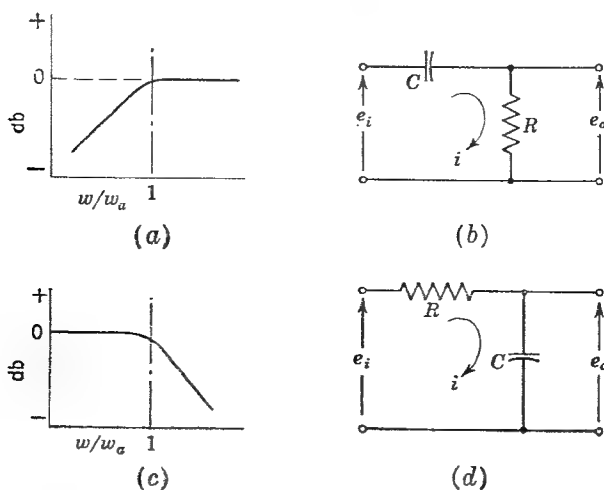 +
0
db
−
w/w_a
1
(a)
C
e_i
i
R
e_o
(b)
+
0
db
−
w/w_a
1
(c)
R
e_i
i
C
e_o
(d)